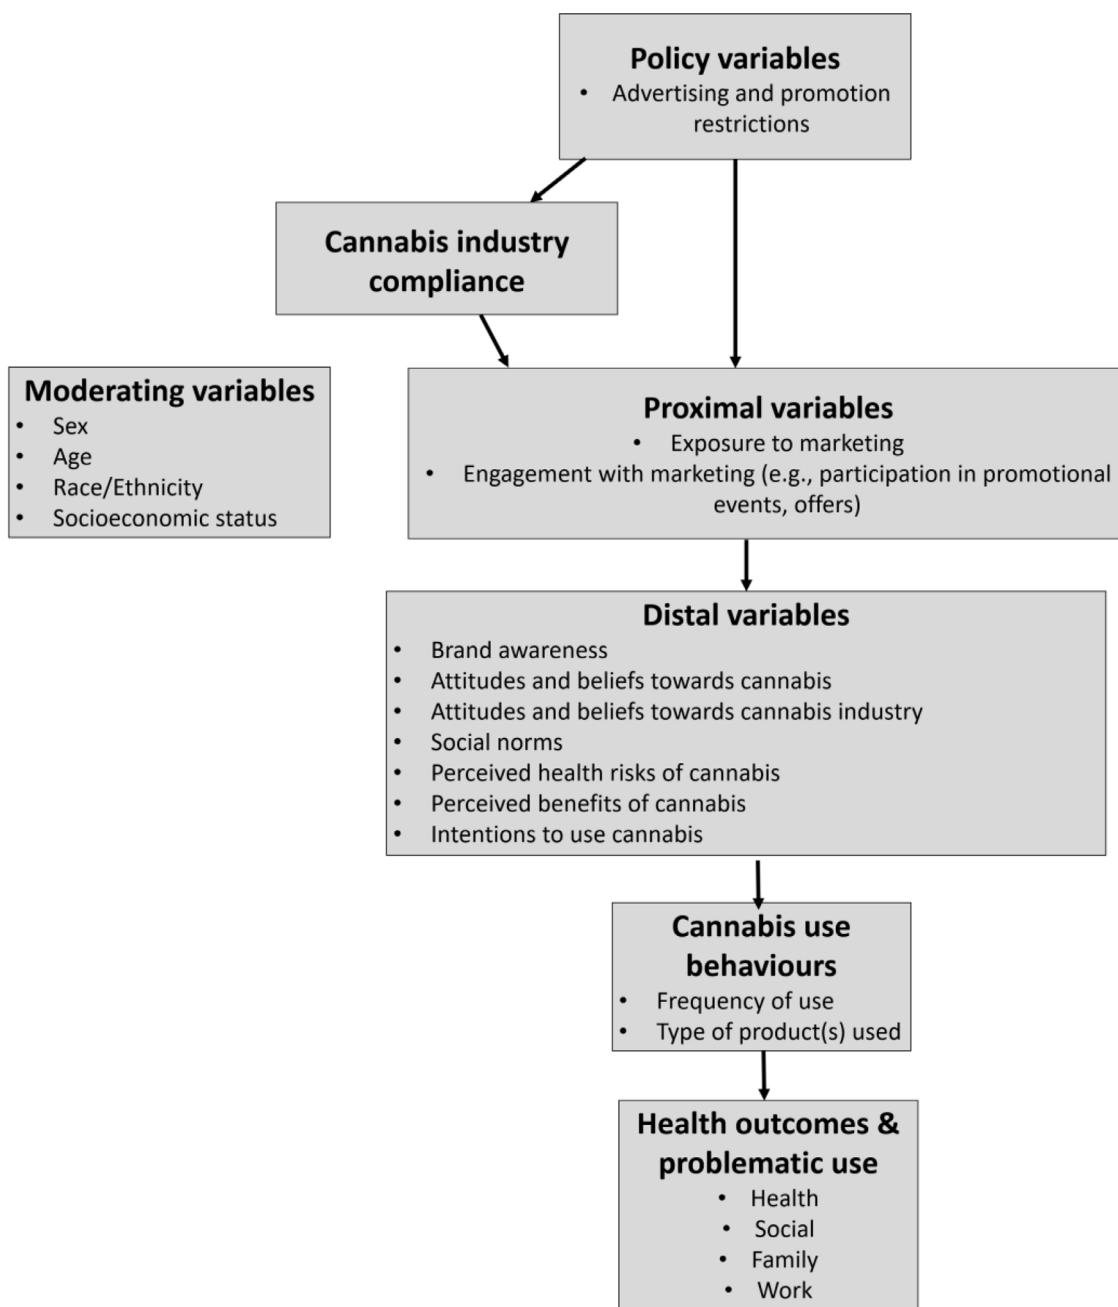 Policy variables
• Advertising and promotion
restrictions
Cannabis industry
compliance
Moderating variables
• Sex
• Age
• Race/Ethnicity
• Socioeconomic status
Proximal variables
• Exposure to marketing
• Engagement with marketing (e.g., participation in promotional
events, offers)
Distal variables
• Brand awareness
• Attitudes and beliefs towards cannabis
• Attitudes and beliefs towards cannabis industry
• Social norms
• Perceived health risks of cannabis
• Perceived benefits of cannabis
• Intentions to use cannabis
Cannabis use
behaviours
• Frequency of use
• Type of product(s) used
Health outcomes &
problematic use
• Health
• Social
• Family
• Work